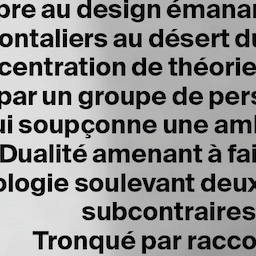 bre au design émanan
ontaliers au désert du
centration de théorie
par un groupe de pers
ui soupçonne une aml
Dualité amenant à fai
ologie soulevant deux
subcontraires
Tronqué par racco